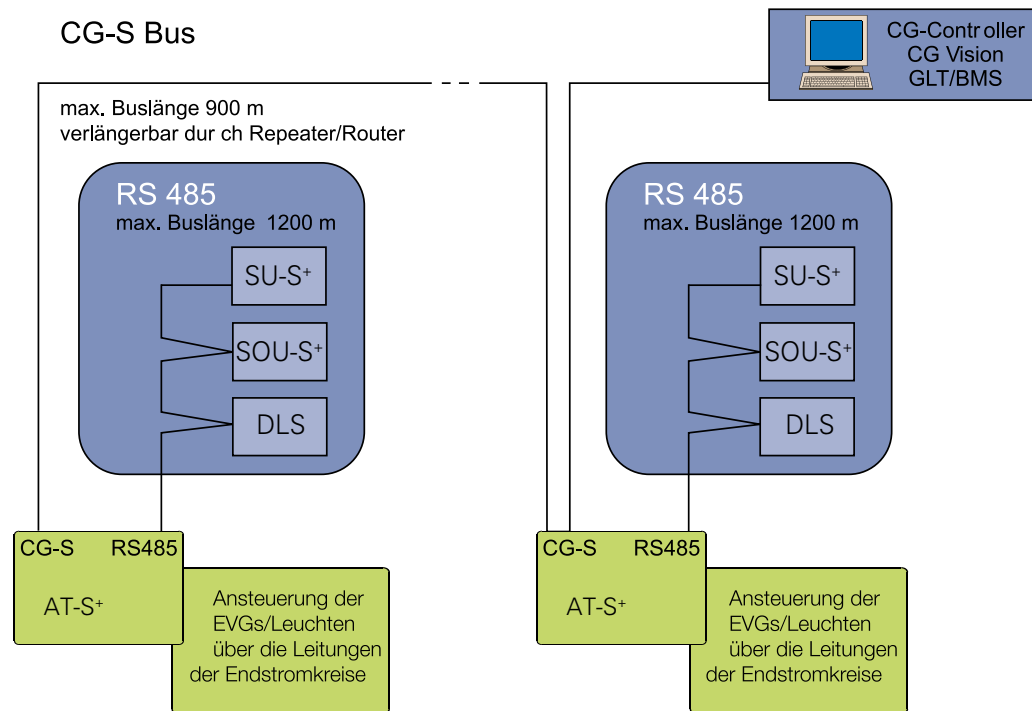 CG-S Bus
CG-Controller
CG Vision
GLT/BMS
max. Buslänge 900 m
verlängerbar dur ch Repeater/Router
RS 485
max. Buslänge 1200 m
SU-S+
SOU-S+
DLS
RS 485
max. Buslänge 1200 m
SU-S+
SOU-S+
DLS
CG-S RS485
AT-S+
Ansteuerung der
EVGs/Leuchten
über die Leitungen
der Endstromkreise
CG-S RS485
AT-S+
Ansteuerung der
EVGs/Leuchten
über die Leitungen
der Endstromkreise